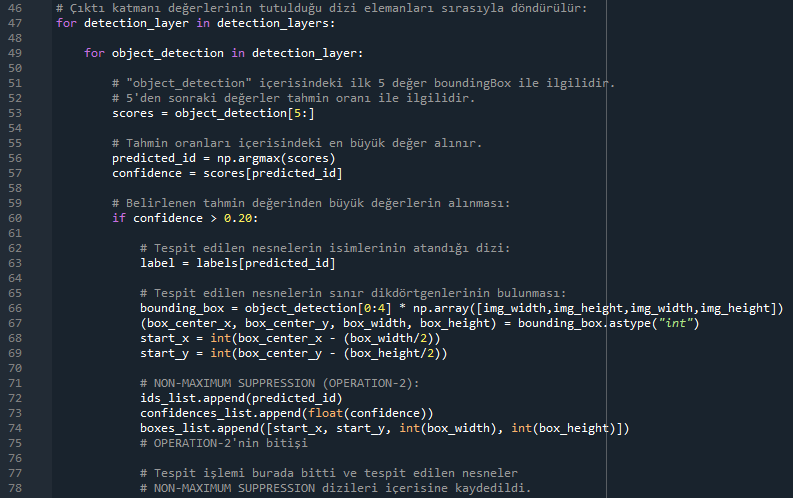 46 # Çıktı katmanı değerlerinin tutulduğu dizi elemanları sırasıyla döndürülür:
47 for detection_layer in detection_layers:
48
49     for object_detection in detection_layer:
50
51         # "object_detection" içerisindeki ilk 5 değer boundingBox ile ilgilidir.
52         # 5'den sonraki değerler tahmin oranı ile ilgilidir.
53         scores = object_detection[5:]
54
55         # Tahmin oranları içerisindeki en büyük değer alınır.
56         predicted_id = np.argmax(scores)
57         confidence = scores[predicted_id]
58
59         # Belirlenen tahmin değerinden büyük değerlerin alınması:
60         if confidence > 0.20:
61
62             # Tespit edilen nesnelerin isimlerinin atandığı dizi:
63             label = labels[predicted_id]
64
65             # Tespit edilen nesnelerin sınır dikdörtgenlerinin bulunması:
66             bounding_box = object_detection[0:4] * np.array([img_width,img_height,img_width,img_height])
67             (box_center_x, box_center_y, box_width, box_height) = bounding_box.astype("int")
68             start_x = int(box_center_x - (box_width/2))
69             start_y = int(box_center_y - (box_height/2))
70
71             # NON-MAXIMUM SUPPRESSION (OPERATION-2):
72             ids_list.append(predicted_id)
73             confidences_list.append(float(confidence))
74             boxes_list.append([start_x, start_y, int(box_width), int(box_height)])
75             # OPERATION-2'nin bitişi
76
77             # Tespit işlemi burada bitti ve tespit edilen nesneler
78             # NON-MAXIMUM SUPPRESSION dizileri içerisine kaydedildi.